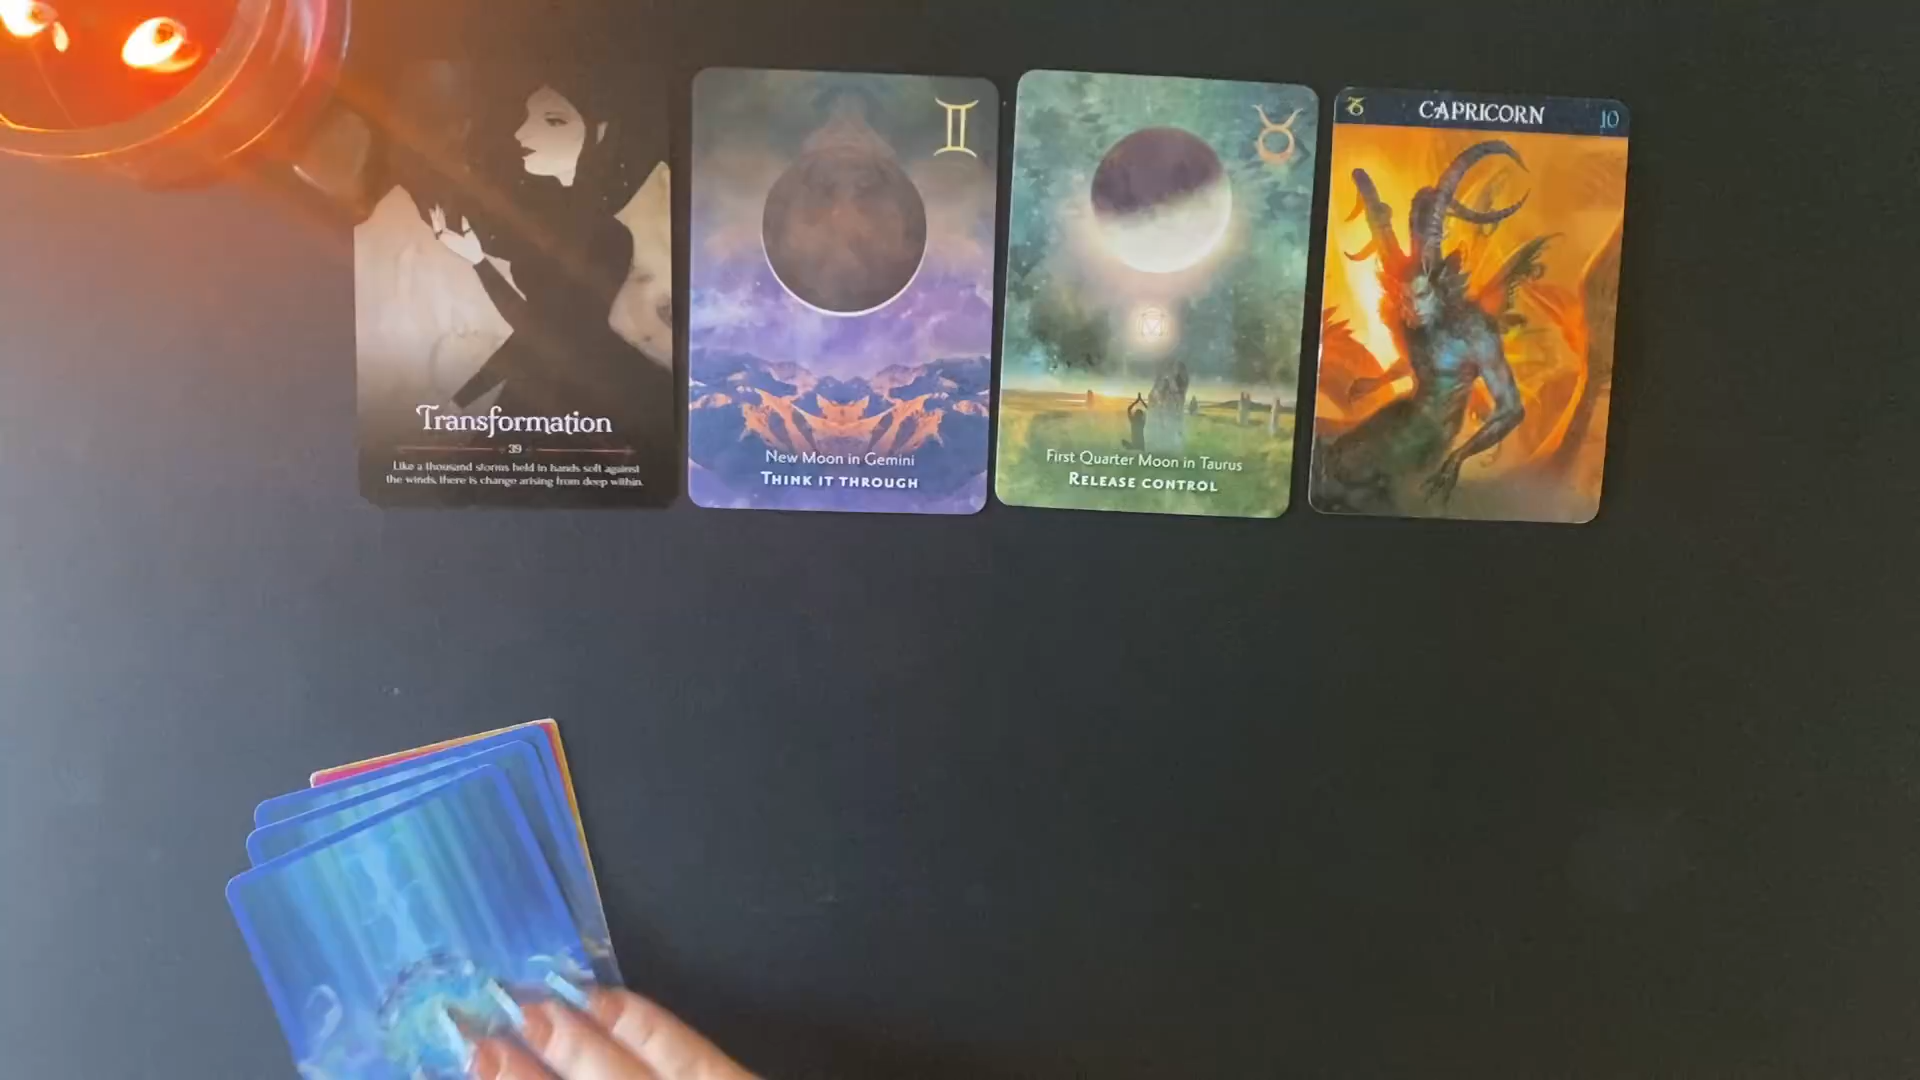 Transformation
39
Like a thousand storms held in hands soft against
the winds, there is change arising from deep within.
New Moon in Gemini
THINK IT THROUGH
First Quarter Moon in Taurus
RELEASE CONTROL
CAPRICORN
10